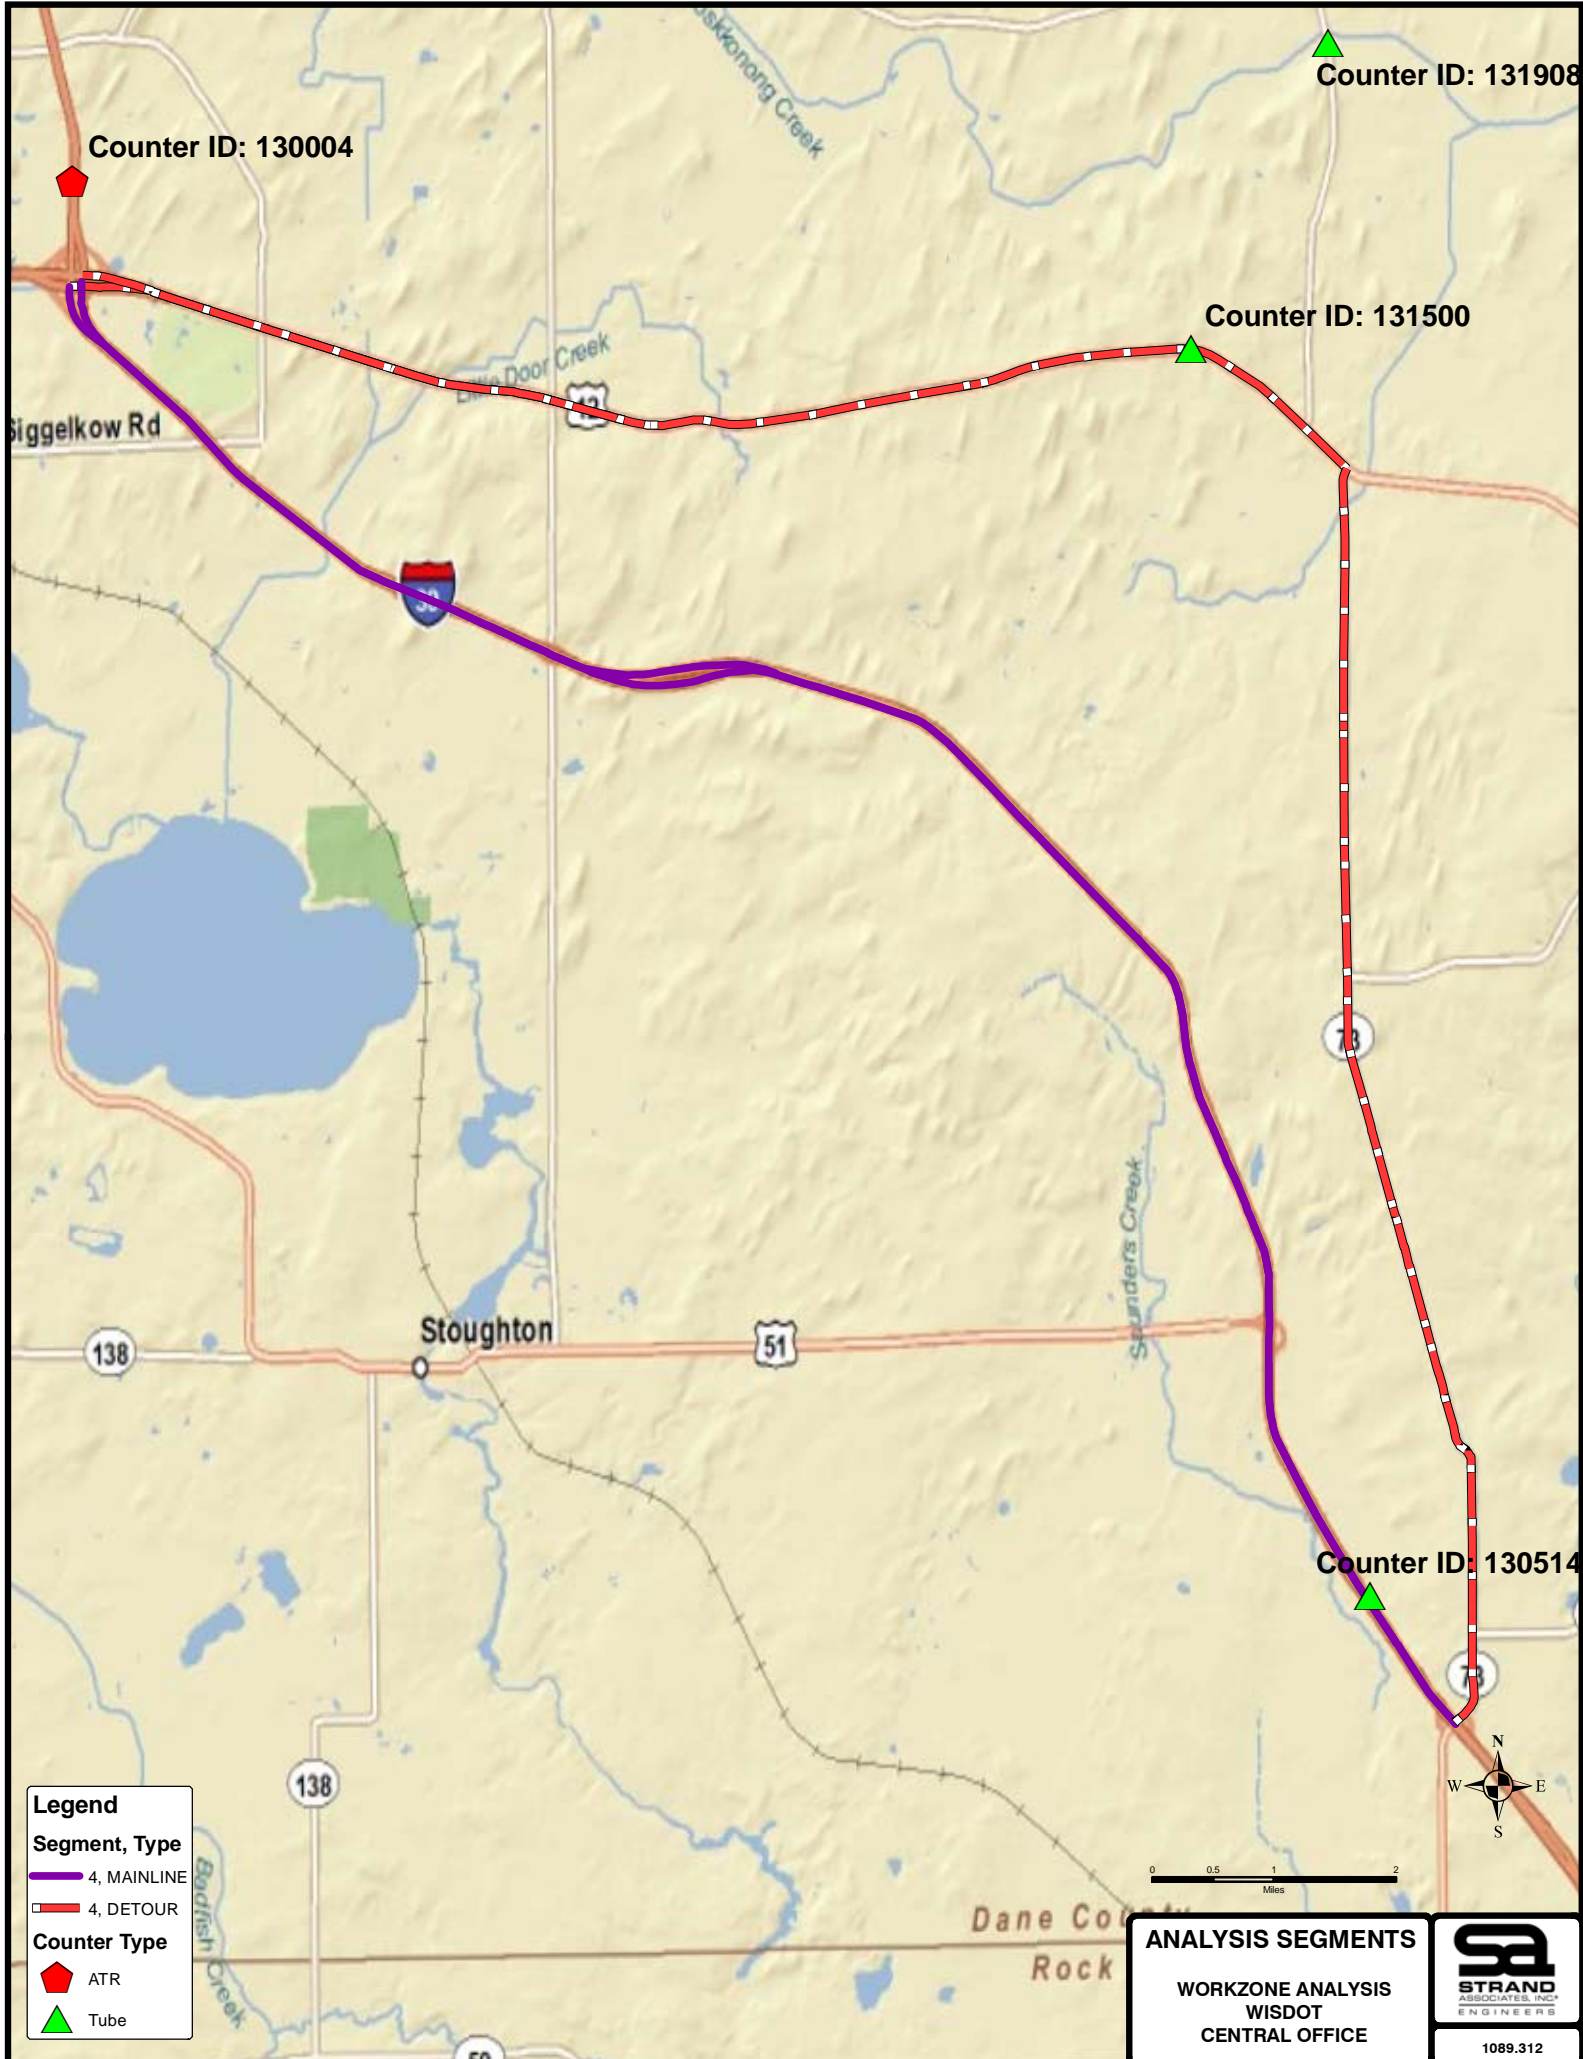 oskkonong Creek
Counter ID: 131908
Counter ID: 130004
Counter ID: 131500
Little Door Creek
12
Siggelkow Rd
73
Saunders Creek
Stoughton
51
138
Counter ID: 130514
73
138
N
W E
S
Legend
Segment, Type
4, MAINLINE
4, DETOUR
Counter Type
ATR
Tube
Badfish Creek
0 0.5 1 2
Miles
Dane County
Rock
59
ANALYSIS SEGMENTS
WORKZONE ANALYSIS
WISDOT
CENTRAL OFFICE
sa
STRAND
ASSOCIATES, INC.®
ENGINEERS
1089.312